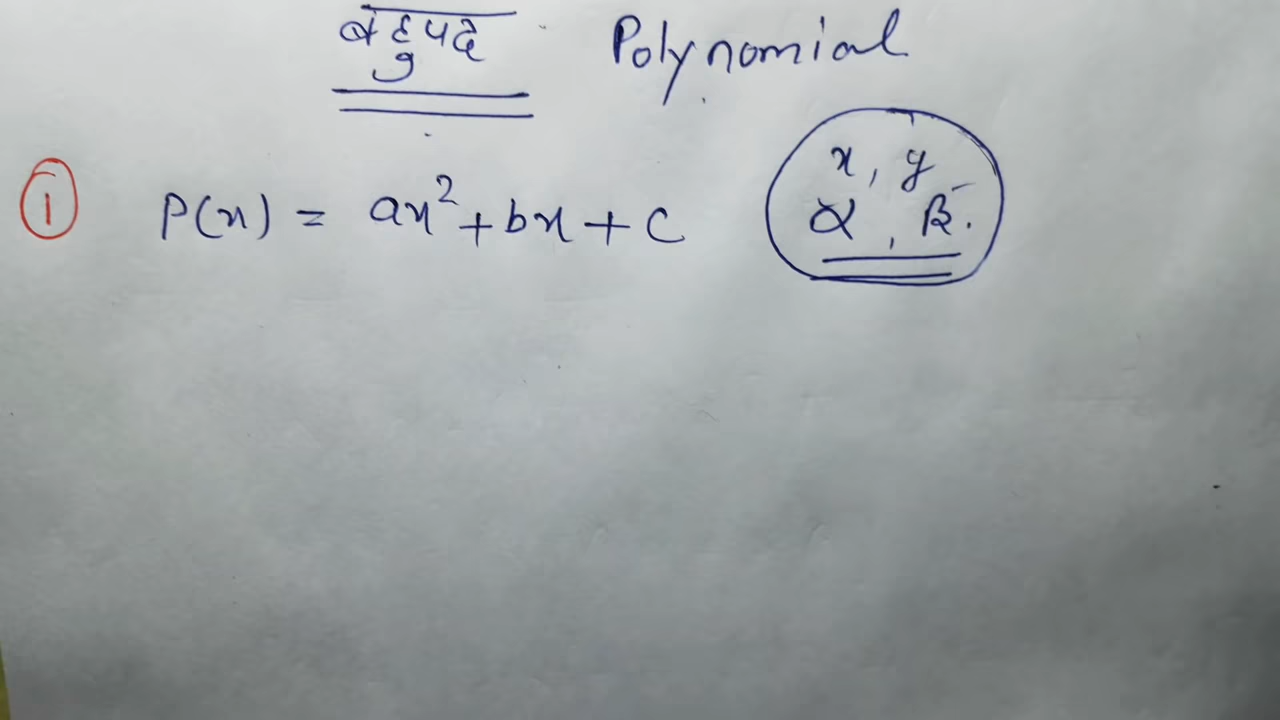 बहुपद Polynomial
① P(x) = ax²+bx+c
x, y
α, β.